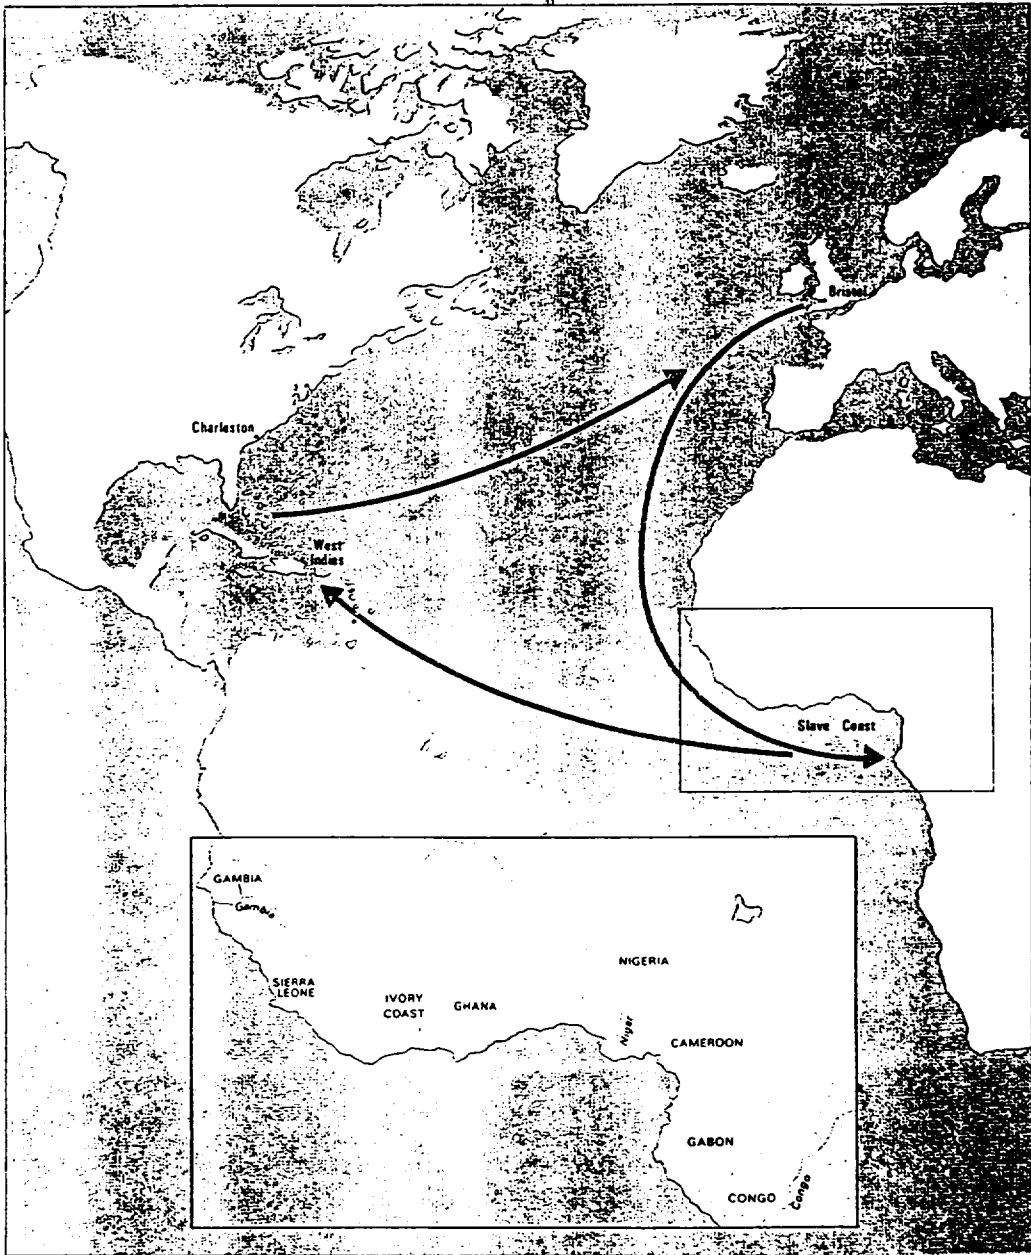 Bristol
Charleston
West
Indies
Slave Coast
GAMBIA
Gambia
SIERRA
LEONE
IVORY
COAST
GHANA
NIGERIA
Niger
CAMEROON
GABON
CONGO
Congo